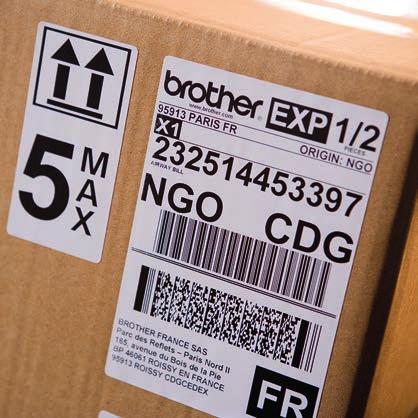 5
MAX
brother
www.brother.com
EXP
1/2
PIECES
95913 PARIS FR
ORIGIN: NGO
X1
232514453397
AIRWAY BILL
NGO CDG
BROTHER FRANCE SAS
Parc des Reflets – Paris Nord II
165, avenue du Bois de la Pie
BP 46061 ROISSY EN FRANCE
95913 ROISSY CDGCEDEX
FR